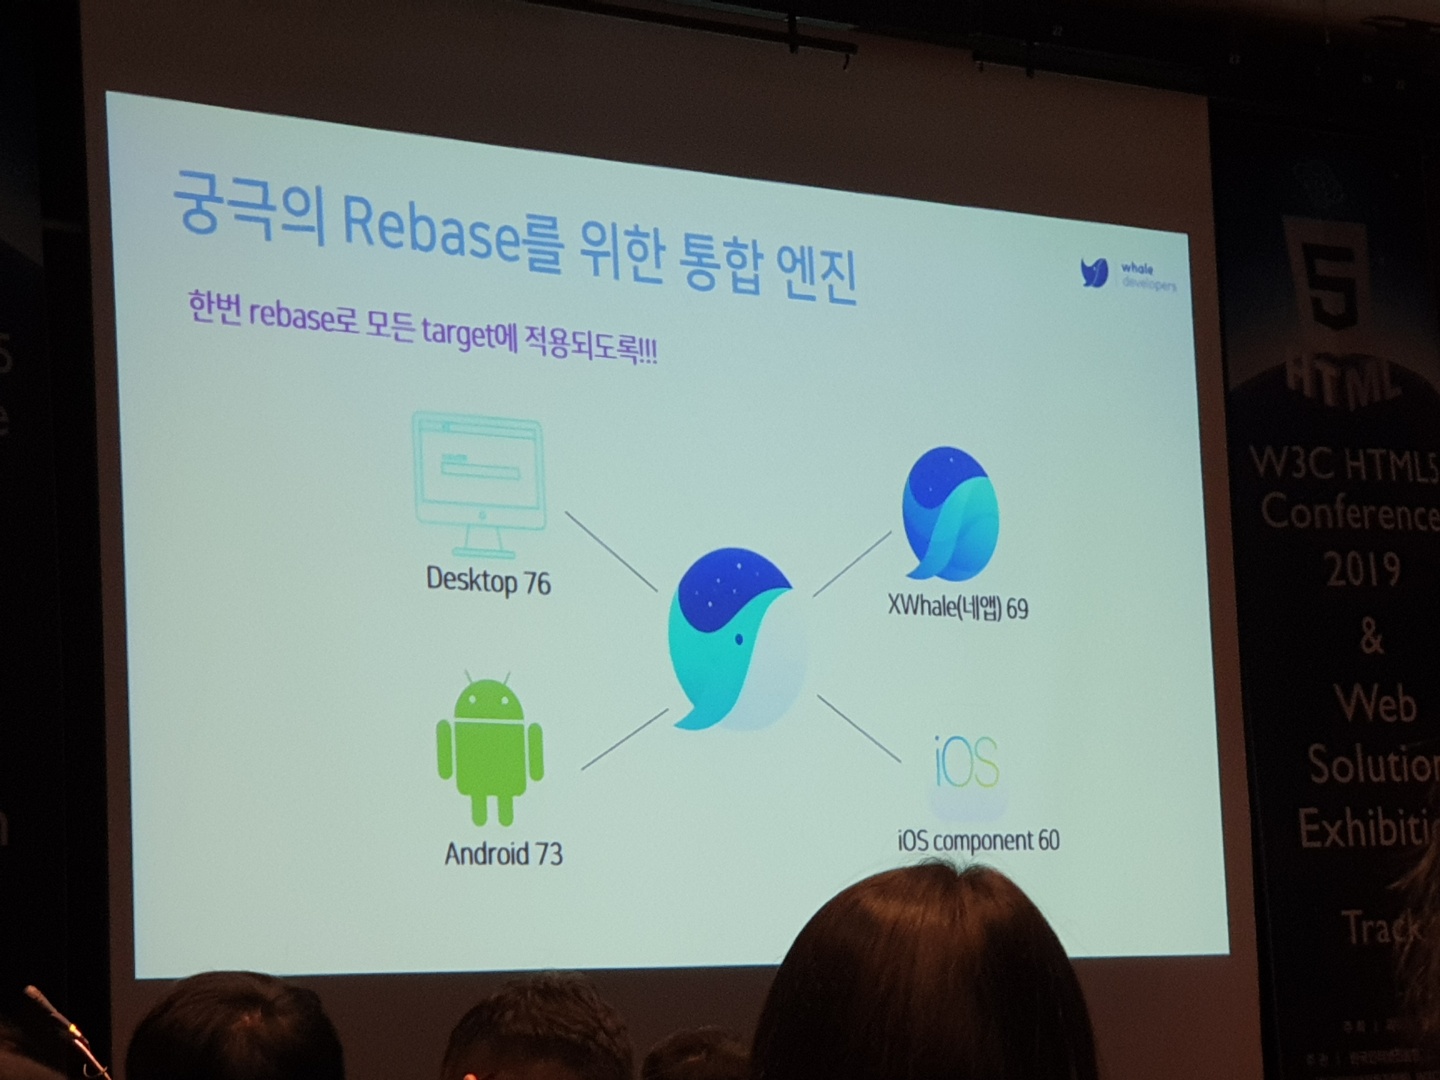 궁극의 Rebase를 위한 통합 엔진
whale
developers
한번 rebase로 모든 target에 적용되도록!!!
Desktop 76
XWhale(네앱) 69
Android 73
iOS
iOS component 60
5
HTML
W3C HTML5
Conference
2019
&
Web
Solution
Exhibiti
Track